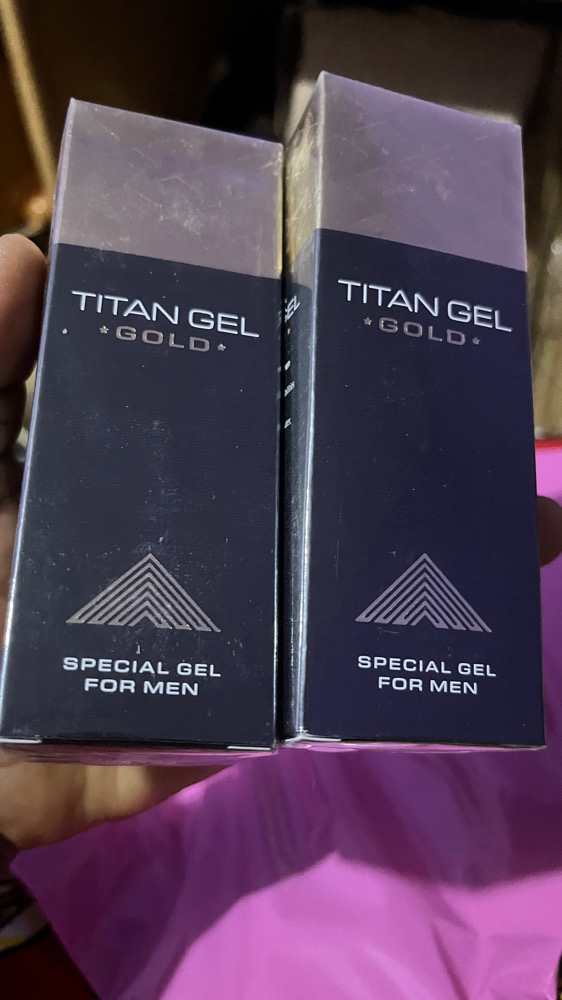 TITAN GEL
*GOLD*
SPECIAL GEL
FOR MEN
TITAN GEL
*GOLD*
SPECIAL GEL
FOR MEN